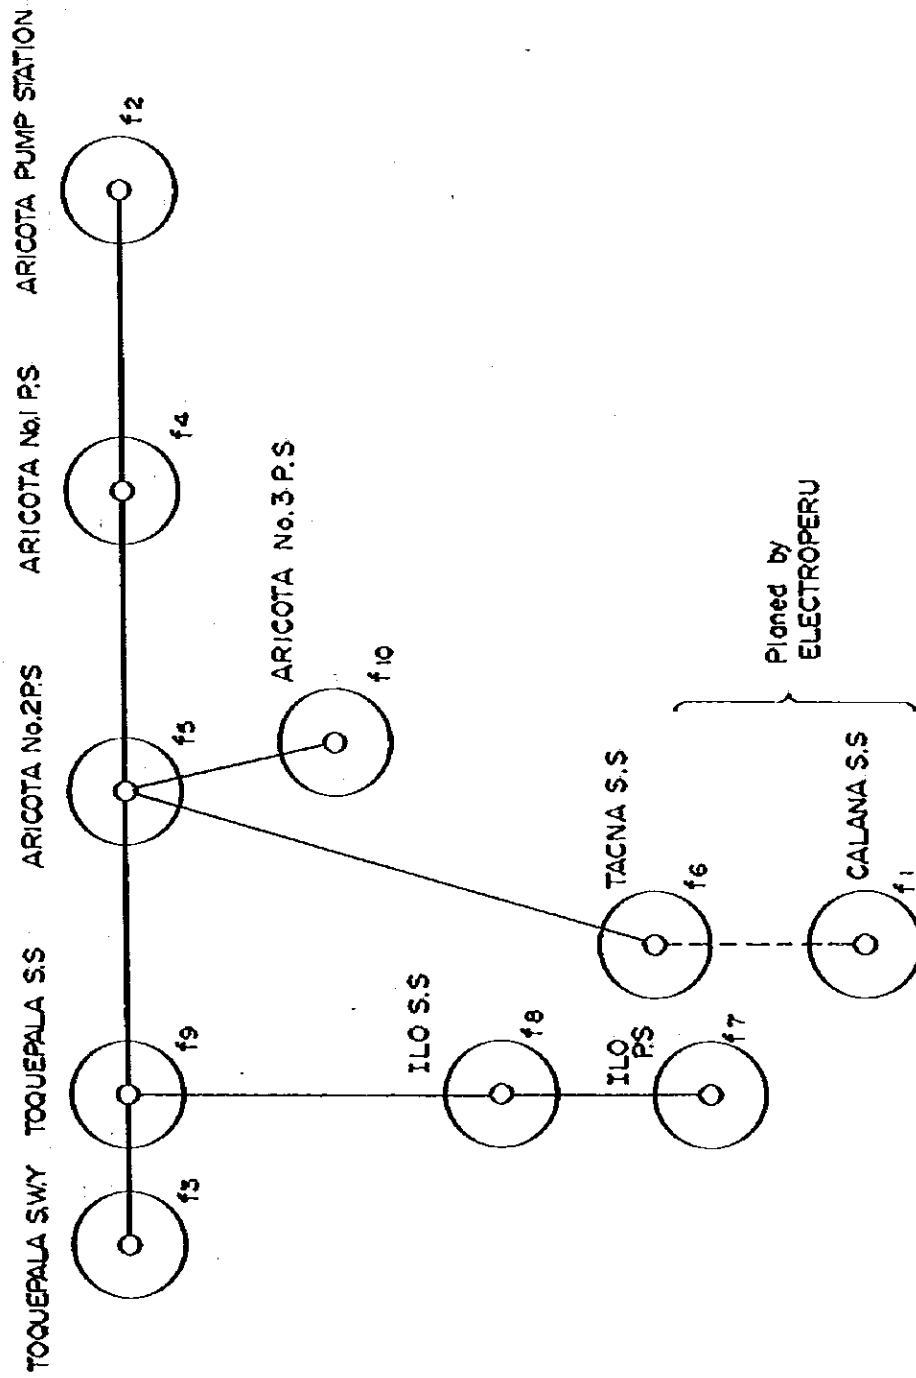 TOQUEPALA S.W.Y
TOQUEPALA S.S
ARICOTA No.2 P.S
ARICOTA No.1 P.S
ARICOTA PUMP STATION
f3
f9
f5
f4
f2
ARICOTA No.3 P.S
f10
ILO S.S
f8
TACNA S.S
f6
ILO
P.S
f7
Planed by
ELECTROPERU
CALANA S.S
f1